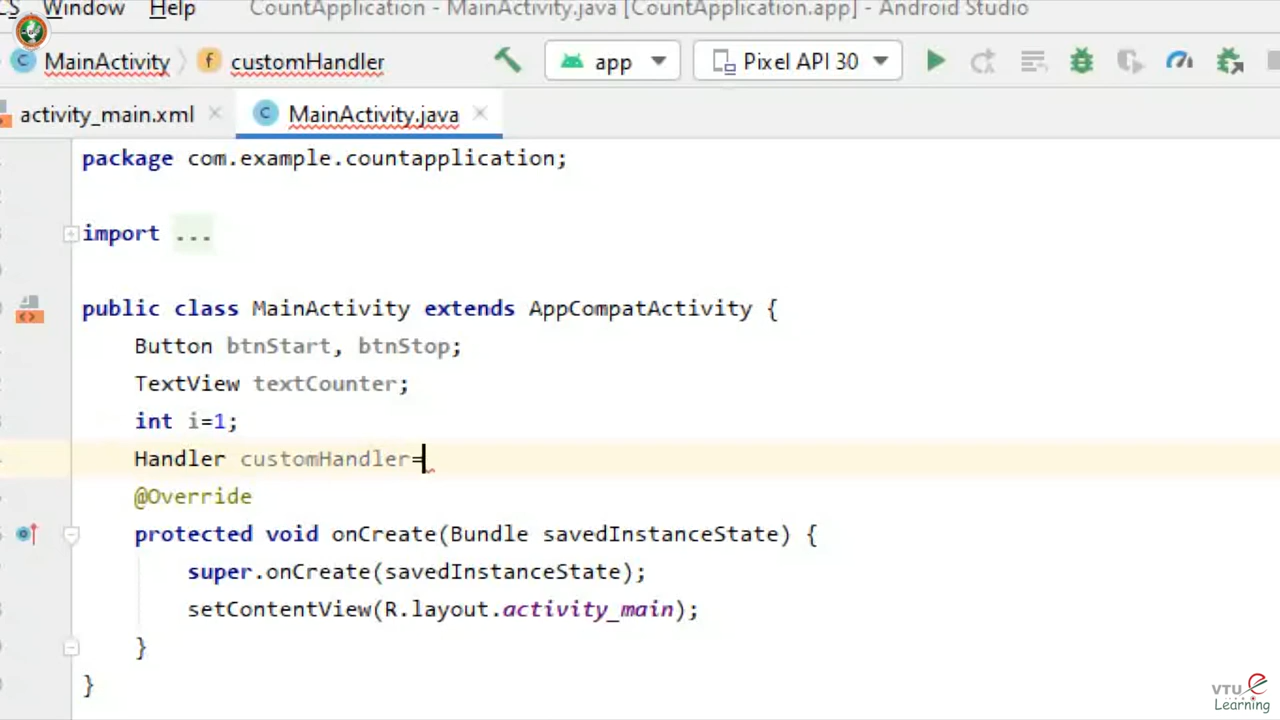 Window Help CountApplication - MainActivity.java [CountApplication.app] - Android Studio
MainActivity customHandler app Pixel API 30
activity_main.xml MainActivity.java
package com.example.countapplication;
import ...
public class MainActivity extends AppCompatActivity {
Button btnStart, btnStop;
TextView textCounter;
int i=1;
Handler customHandler=
@Override
protected void onCreate(Bundle savedInstanceState) {
super.onCreate(savedInstanceState);
setContentView(R.layout.activity_main);
}
}
VTU e
Learning